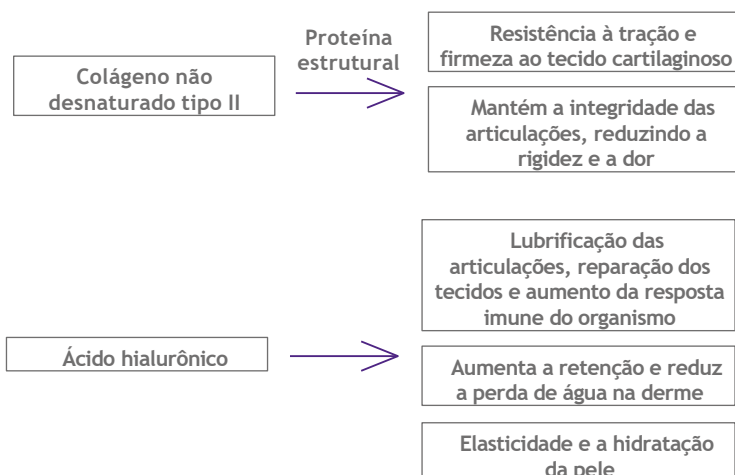 Proteína
estrutural
Colágeno não
desnaturado tipo II
Resistência à tração e
firmeza ao tecido cartilaginoso
Mantém a integridade das
articulações, reduzindo a
rigidez e a dor
Lubrificação das
articulações, reparação dos
tecidos e aumento da resposta
imune do organismo
Ácido hialurônico
Aumenta a retenção e reduz
a perda de água na derme
Elasticidade e a hidratação
da pele